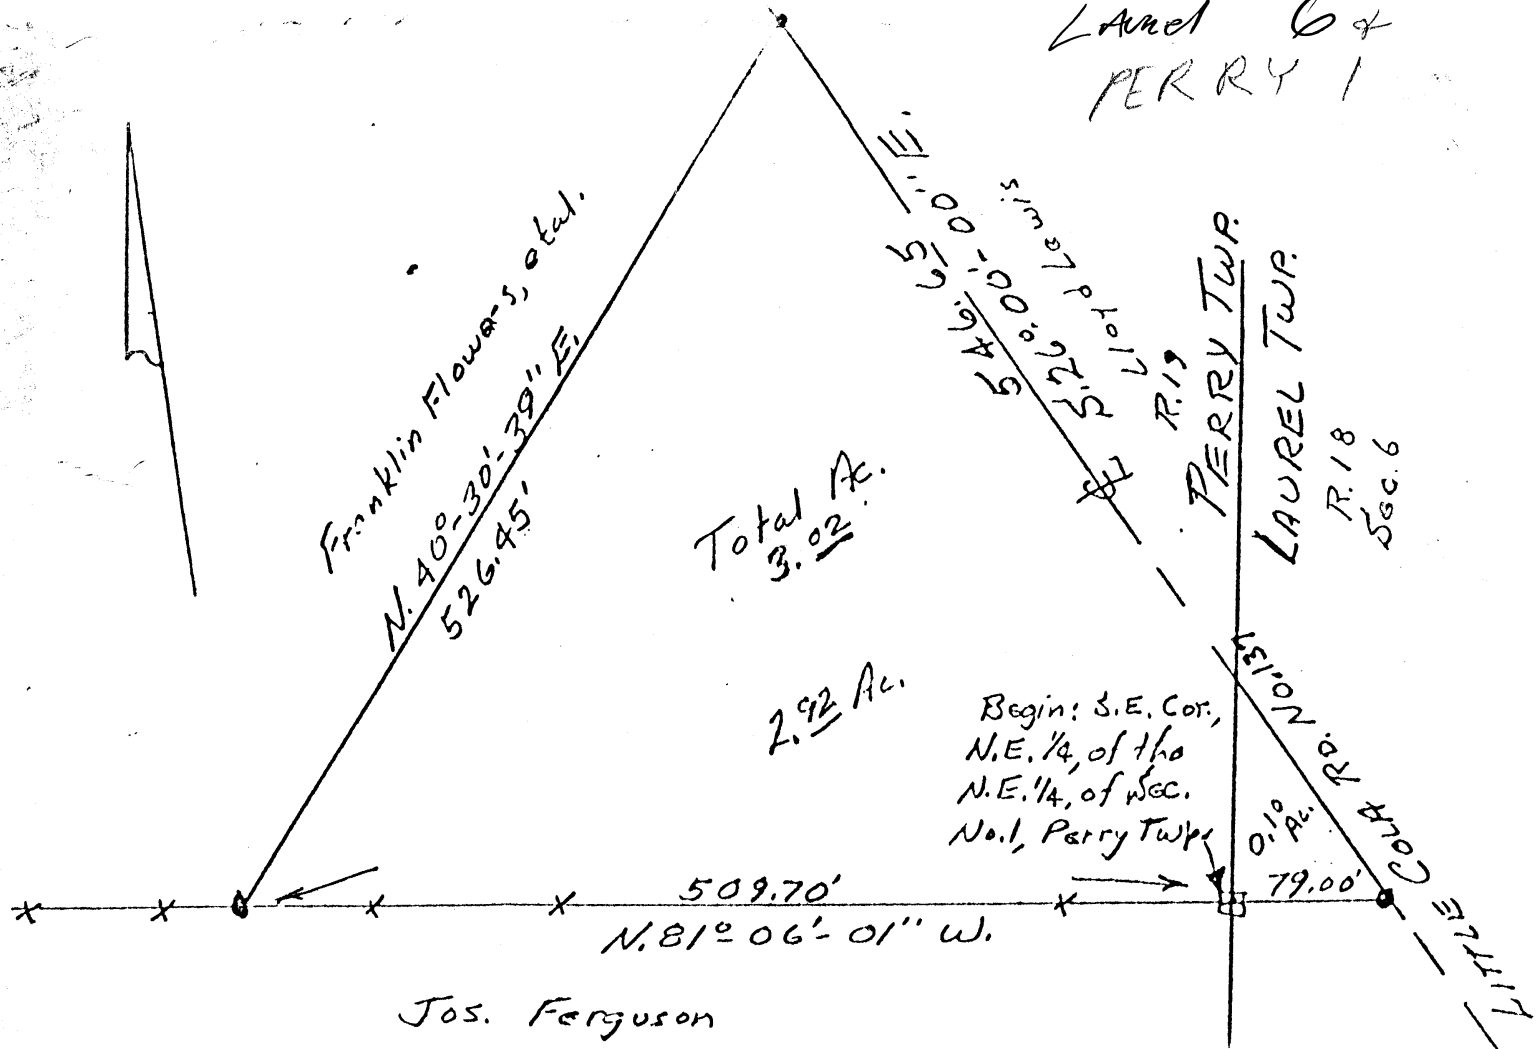 Laurel 6 &
PERRY 1
Franklin Flowers, etal.
N. 40°-30'-39" E.
526.45'
546.65
S. 26°-00'-00" E.
Lloyd Lewis
R.19
PERRY TWP.
LAUREL TWP.
R.18
Sec. 6
Total Ac.
3.02
2.92 Ac.
Begin: S.E. Cor.,
N.E. 1/4, of the
N.E. 1/4, of Sec.
No.1, Perry Twp.
0.10
Ac.
LITTLE COLA RD. No. 137
509.70'
79.00'
N. 81° 06'- 01" W.
Jos. Ferguson